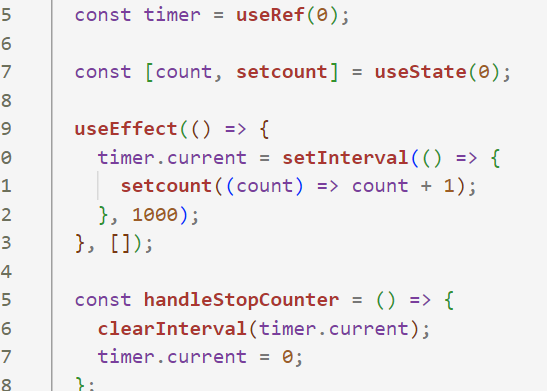 5 const timer = useRef(0);
6
7 const [count, setcount] = useState(0);
8
9 useEffect(() => {
0 timer.current = setInterval(() => {
1 setcount((count) => count + 1);
2 }, 1000);
3 }, []);
4
5 const handleStopCounter = () => {
6 clearInterval(timer.current);
7 timer.current = 0;
8 };